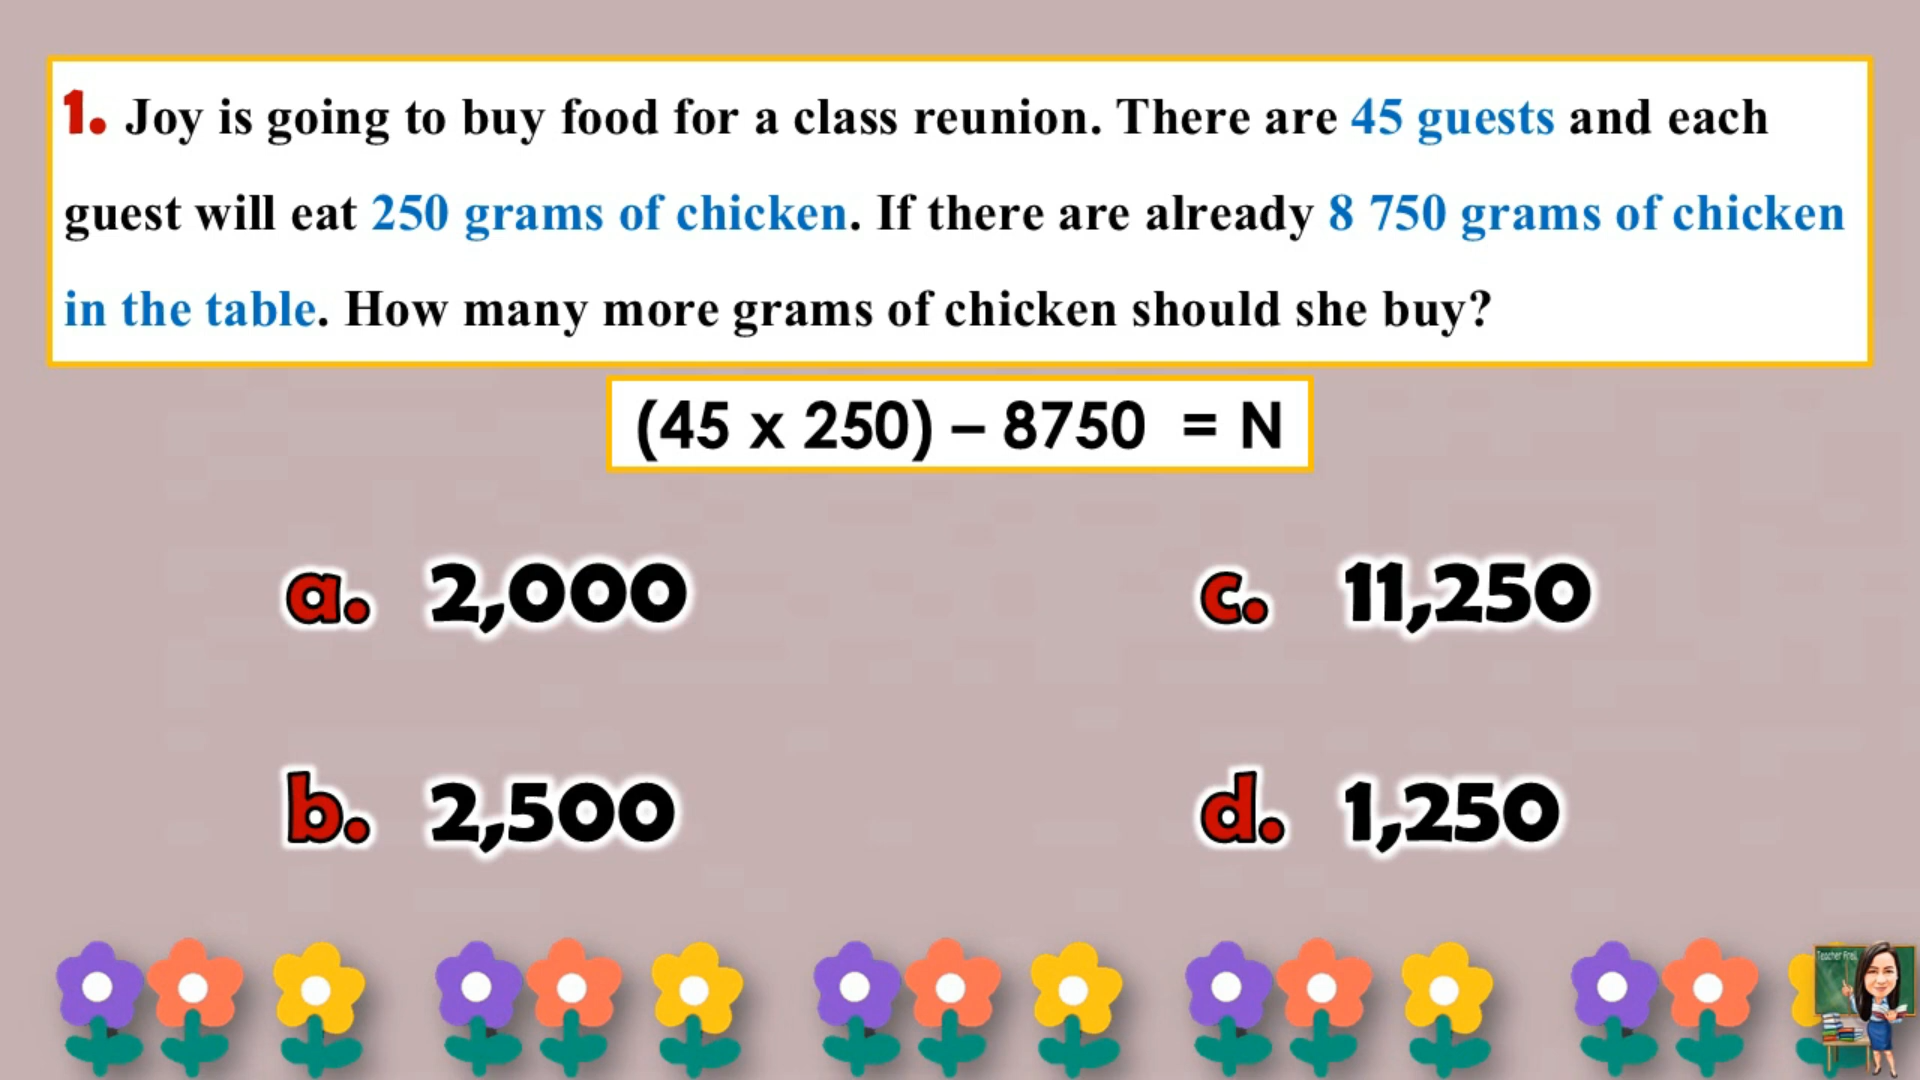 1. Joy is going to buy food for a class reunion. There are 45 guests and each
guest will eat 250 grams of chicken. If there are already 8 750 grams of chicken
in the table. How many more grams of chicken should she buy?
(45 x 250) – 8750 = N
a. 2,000
c. 11,250
b. 2,500
d. 1,250
Teacher